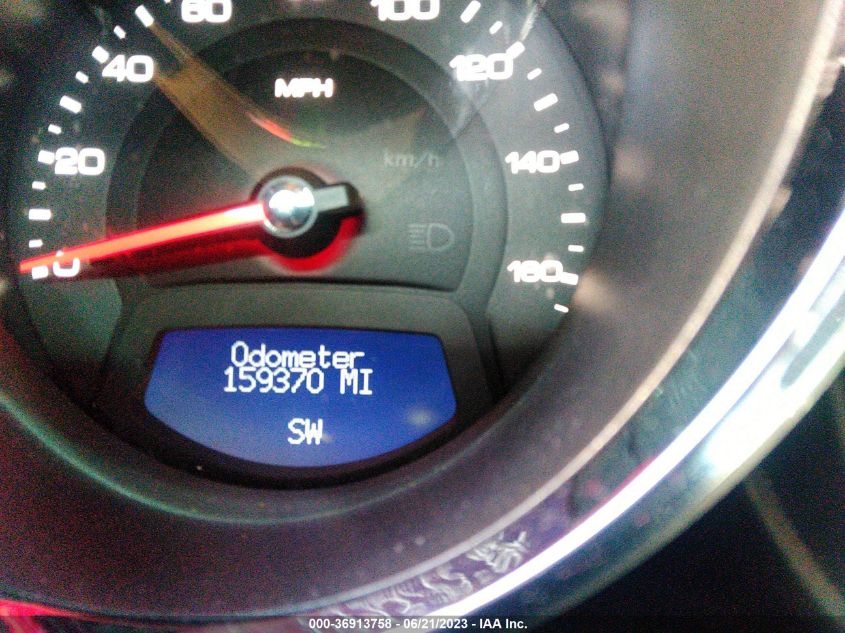 60 100
40 120
MPH
20 km/h 140
0 160
Odometer
159370 MI
SW
000-36913758 - 06/21/2023 - IAA Inc.